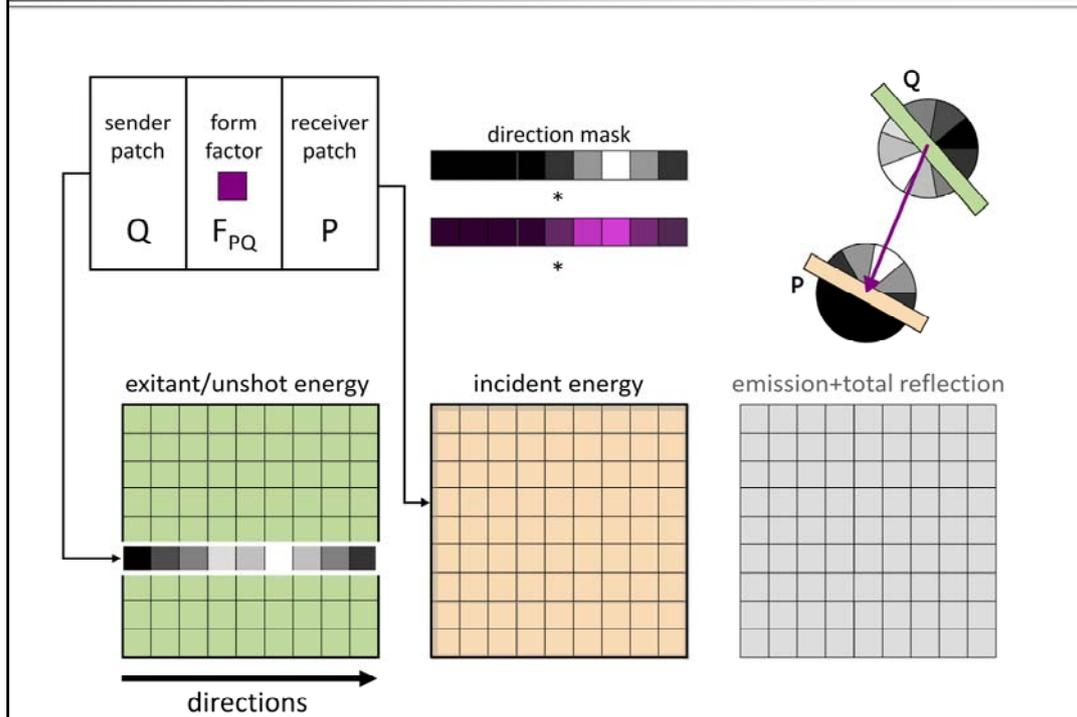 sender
patch
Q
form
factor
F_PQ
receiver
patch
P
direction mask
*
*
Q
P
exitant/unshot energy
incident energy
emission+total reflection
directions